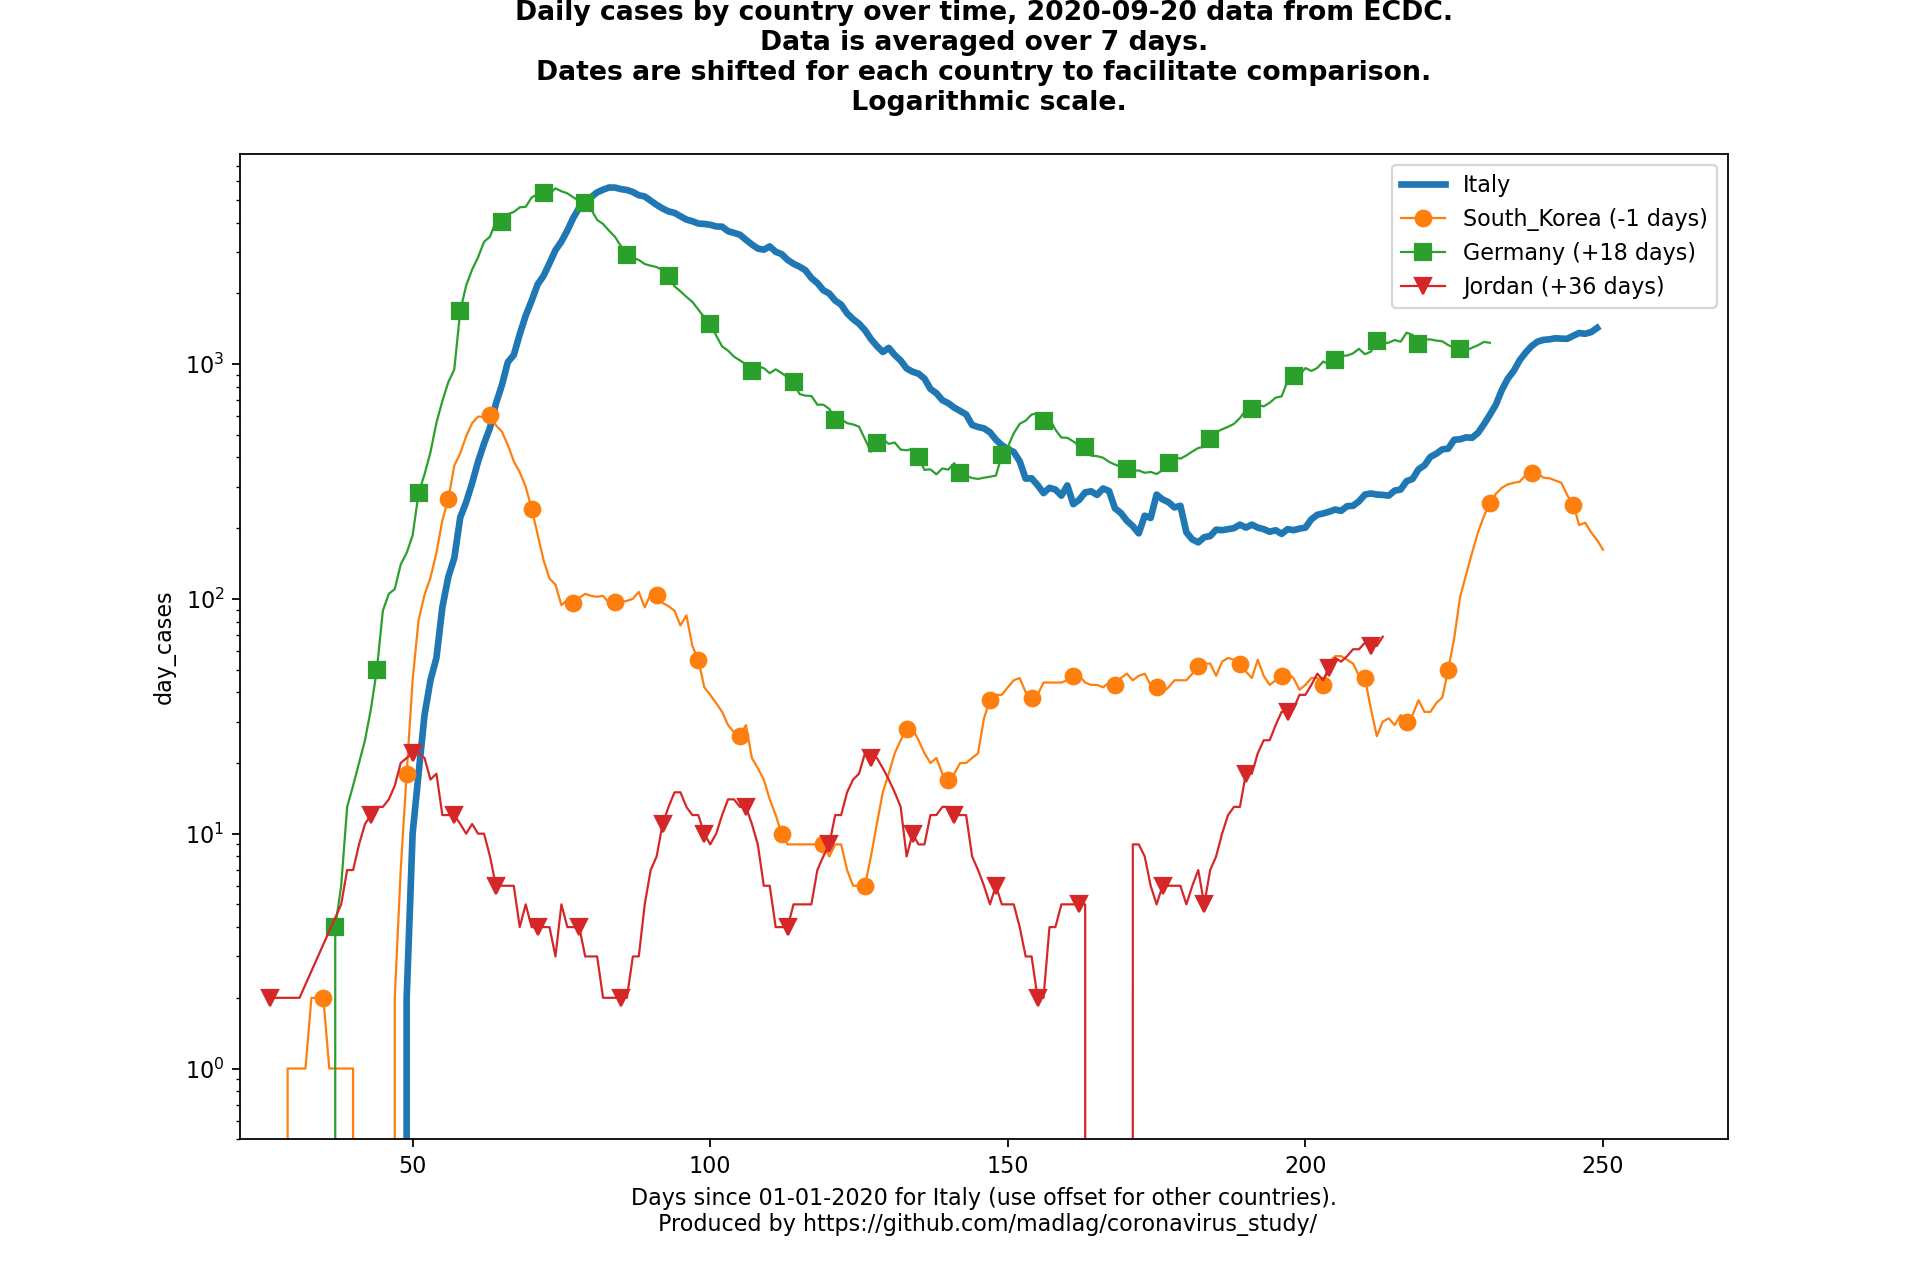 Daily cases by country over time, 2020-09-20 data from ECDC.
Data is averaged over 7 days.
Dates are shifted for each country to facilitate comparison.
Logarithmic scale.
Italy
South_Korea (-1 days)
Germany (+18 days)
Jordan (+36 days)
day_cases
10³
10²
10¹
10⁰
50 100 150 200 250
Days since 01-01-2020 for Italy (use offset for other countries).
Produced by https://github.com/madlag/coronavirus_study/